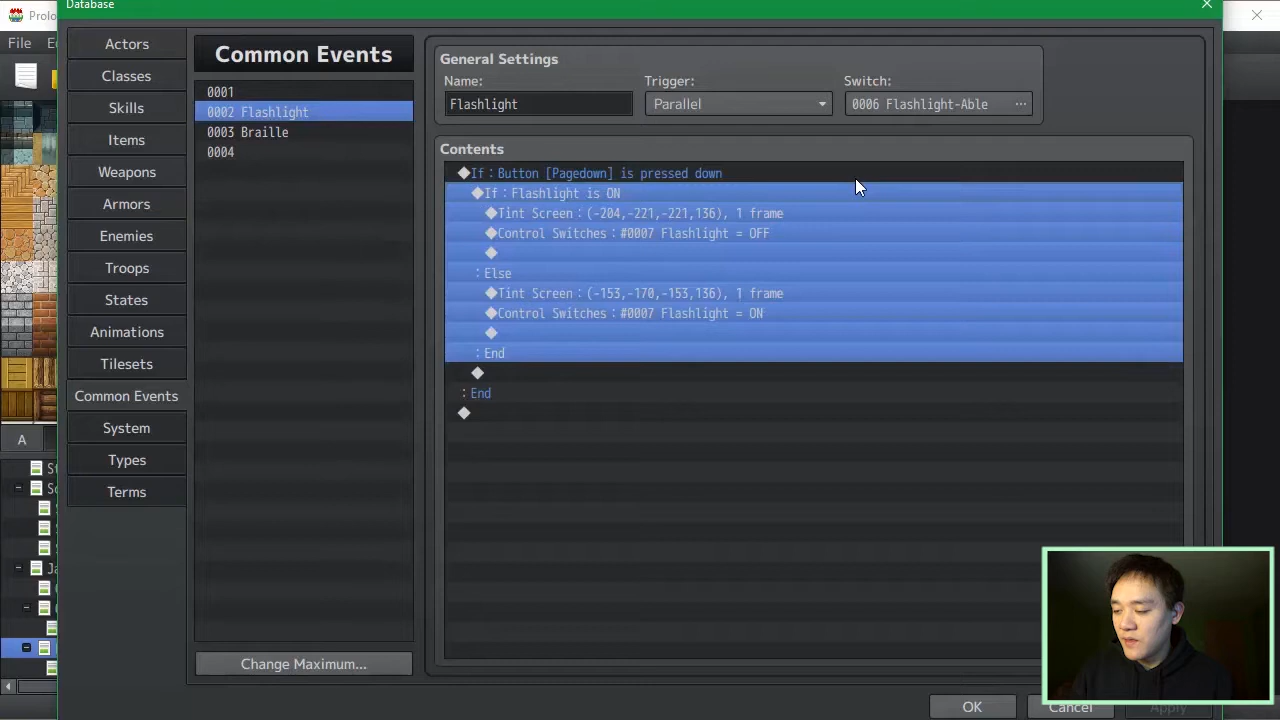 Database
Prolo
File
Actors
Classes
Skills
Items
Weapons
Armors
Enemies
Troops
States
Animations
Tilesets
Common Events
System
Types
Terms
A
Common Events
0001
0002 Flashlight
0003 Braille
0004
Change Maximum...
General Settings
Name:
Trigger:
Switch:
Flashlight
Parallel
0006 Flashlight-Able ...
Contents
◆If：Button [Pagedown] is pressed down
◆If：Flashlight is ON
◆Tint Screen：(-204,-221,-221,136), 1 frame
◆Control Switches：#0007 Flashlight = OFF
◆
：Else
◆Tint Screen：(-153,-170,-153,136), 1 frame
◆Control Switches：#0007 Flashlight = ON
◆
：End
◆
：End
◆
OK
Cancel
Apply